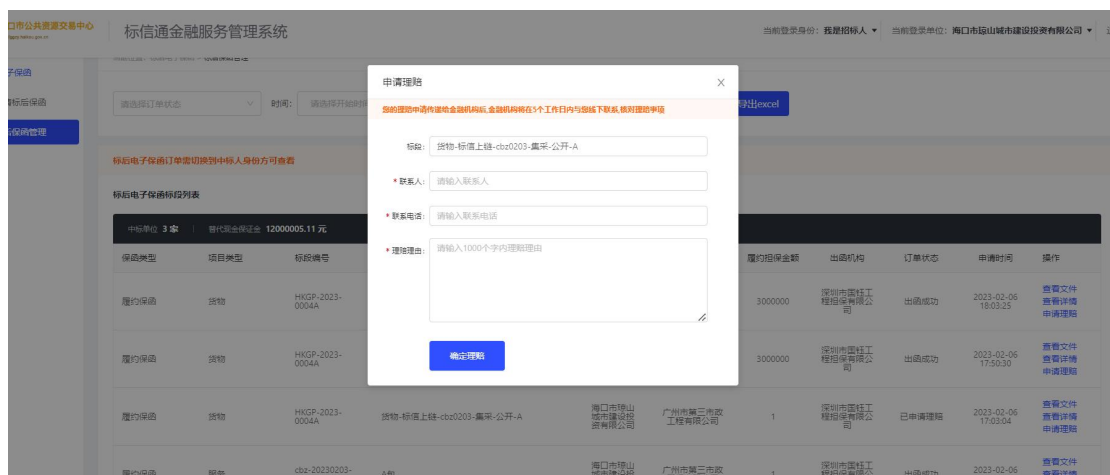 口市公共资源交易中心
标信通金融服务管理系统
当前登录身份：我是招标人
当前登录单位：海口市琼山城市建设投资有限公司
子保函
标后保函
后保函管理
请选择订单状态
时间：
请选择开始时
导出excel
标后电子保函订单需切换到中标人身份方可查看
标后电子保函标段列表
中标单位 3 家
替代现金保证金 12000005.11 元
申请理赔
您的理赔申请传递给金融机构后,金融机构将在5个工作日内与您线下联系,核对理赔事项
标段：
货物-标信上链-cbz0203-集采-公开-A
* 联系人：
请输入联系人
* 联系电话：
请输入联系电话
* 理赔理由：
请输入1000个字内理赔理由
确定理赔
保函类型 项目类型 标段编号 履约担保金额 出函机构 订单状态 申请时间 操作
履约保函 货物 HKGP-2023-0004A 3000000 深圳市国钰工程担保有限公司 出函成功 2023-02-06 18:03:25 查看文件 查看详情 申请理赔
履约保函 货物 HKGP-2023-0004A 3000000 深圳市国钰工程担保有限公司 出函成功 2023-02-06 17:50:30 查看文件 查看详情 申请理赔
履约保函 货物 HKGP-2023-0004A 货物-标信上链-cbz0203-集采-公开-A 海口市琼山城市建设投资有限公司 广州市第三市政工程有限公司 1 深圳市国钰工程担保有限公司 已申请理赔 2023-02-06 17:03:04 查看文件 查看详情 申请理赔
履约保函 服务 cbz-20230203- 海口市琼山 广州市第三市政 1 深圳市国钰工 出函成功 2023-02-06 查看文件